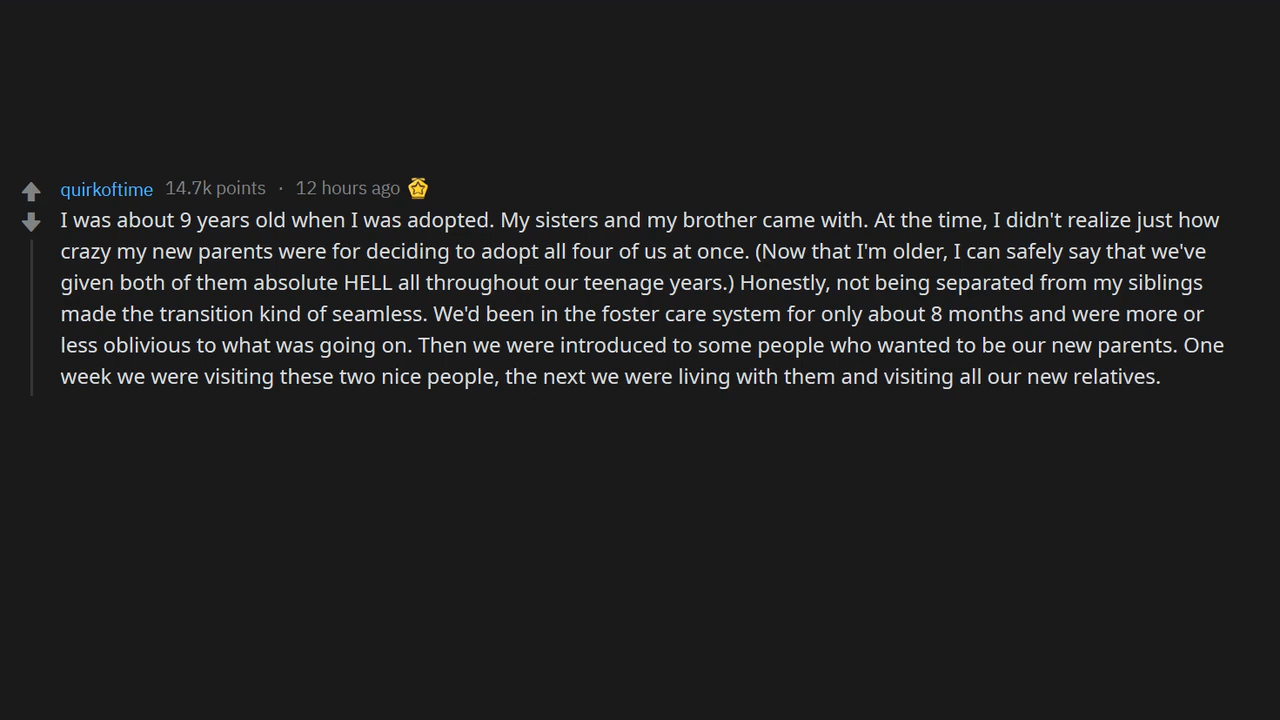 quirkoftime 14.7k points · 12 hours ago
I was about 9 years old when I was adopted. My sisters and my brother came with. At the time, I didn't realize just how
crazy my new parents were for deciding to adopt all four of us at once. (Now that I'm older, I can safely say that we've
given both of them absolute HELL all throughout our teenage years.) Honestly, not being separated from my siblings
made the transition kind of seamless. We'd been in the foster care system for only about 8 months and were more or
less oblivious to what was going on. Then we were introduced to some people who wanted to be our new parents. One
week we were visiting these two nice people, the next we were living with them and visiting all our new relatives.